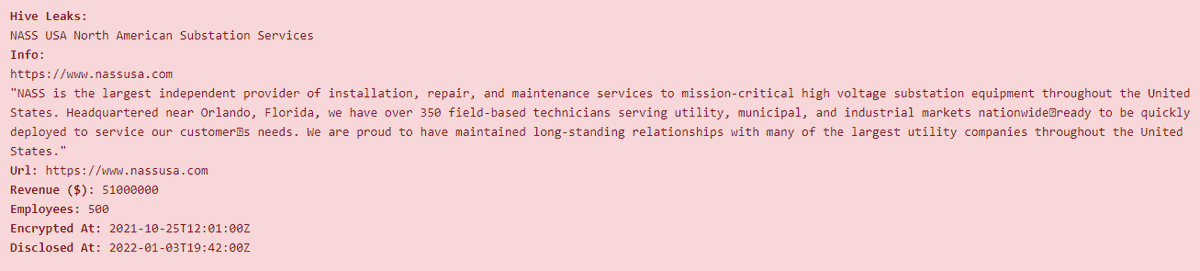 Hive Leaks:
NASS USA North American Substation Services
Info:
https://www.nassusa.com
"NASS is the largest independent provider of installation, repair, and maintenance services to mission-critical high voltage substation equipment throughout the United
States. Headquartered near Orlando, Florida, we have over 350 field-based technicians serving utility, municipal, and industrial markets nationwide□ready to be quickly
deployed to service our customer□s needs. We are proud to have maintained long-standing relationships with many of the largest utility companies throughout the United
States."
Url: https://www.nassusa.com
Revenue ($): 51000000
Employees: 500
Encrypted At: 2021-10-25T12:01:00Z
Disclosed At: 2022-01-03T19:42:00Z